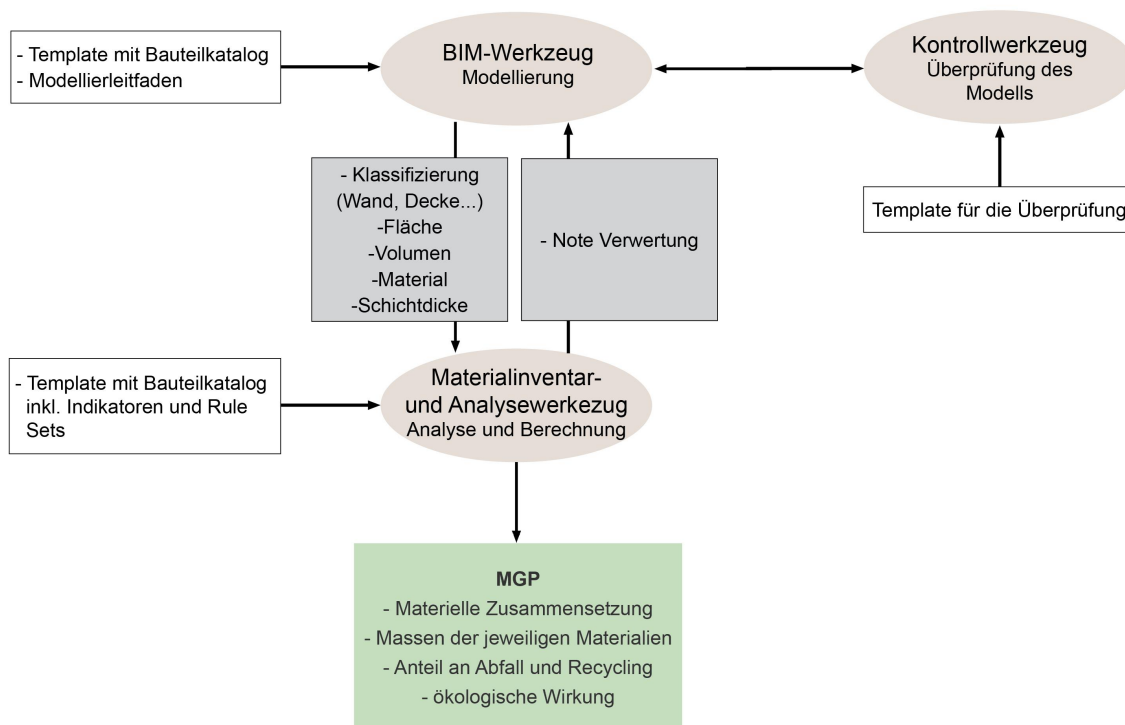 - Template mit Bauteilkatalog
- Modellierleitfaden
BIM-Werkzeug
Modellierung
Kontrollwerkzeug
Überprüfung des
Modells
- Klassifizierung
(Wand, Decke...)
-Fläche
-Volumen
-Material
-Schichtdicke
- Note Verwertung
Template für die Überprüfung
- Template mit Bauteilkatalog
inkl. Indikatoren und Rule
Sets
Materialinventar-
und Analysewerkezug
Analyse und Berechnung
MGP
- Materielle Zusammensetzung
- Massen der jeweiligen Materialien
- Anteil an Abfall und Recycling
- ökologische Wirkung